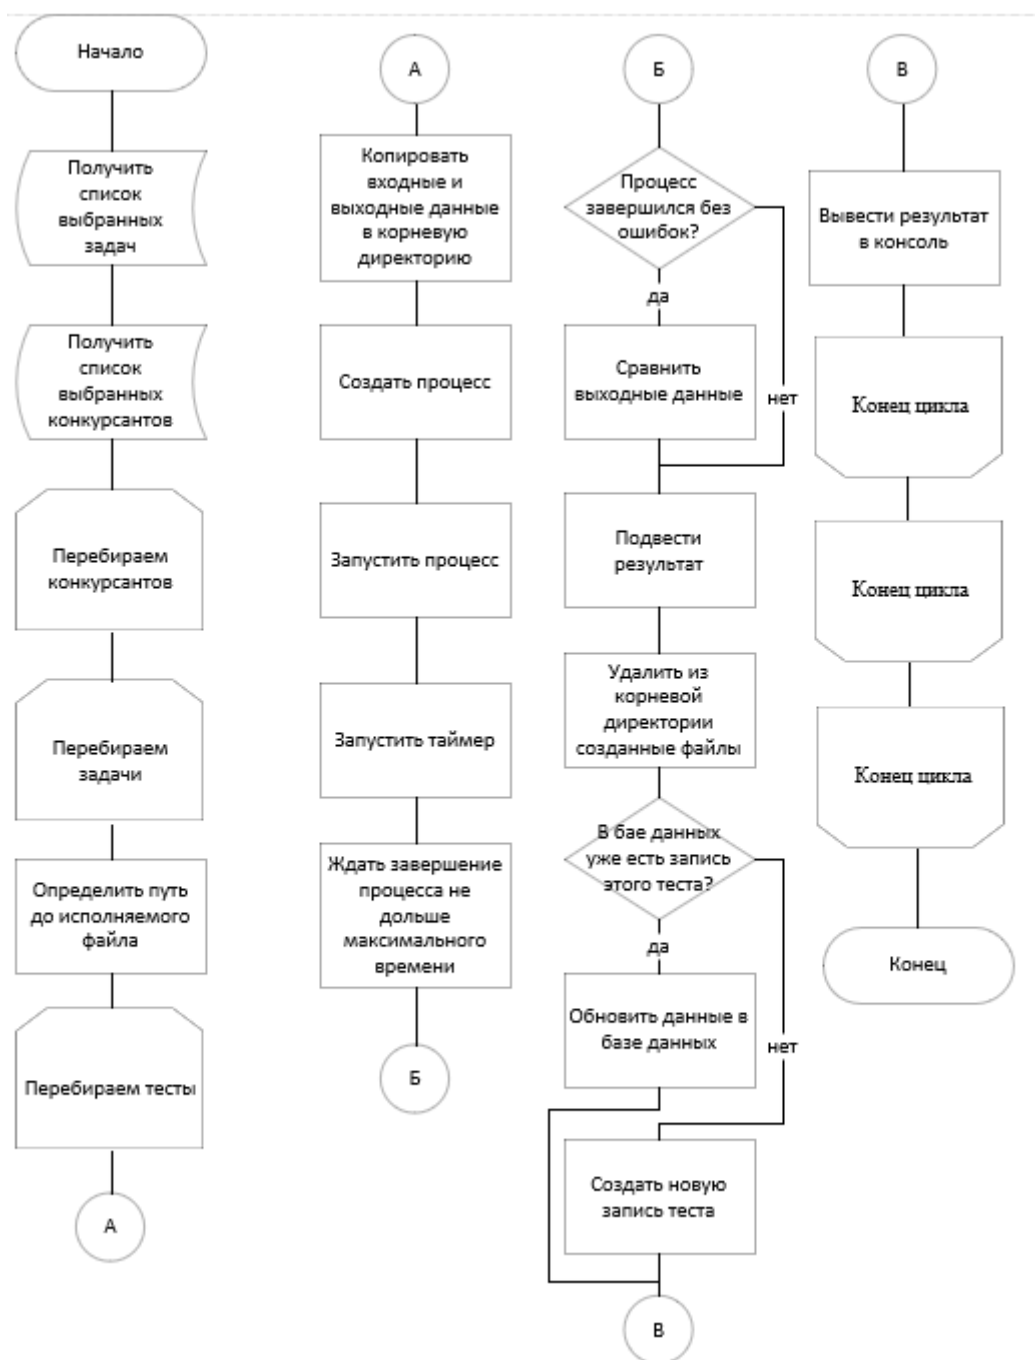 Начало
Получить
список
выбранных
задач
Получить
список
выбранных
конкурсантов
Перебираем
конкурсантов
Перебираем
задачи
Определить путь
до исполняемого
файла
Перебираем тесты
А
А
Копировать
входные и
выходные данные
в корневую
директорию
Создать процесс
Запустить процесс
Запустить таймер
Ждать завершение
процесса не
дольше
максимального
времени
Б
Б
Процесс
завершился без
ошибок?
да
нет
Сравнить
выходные данные
Подвести
результат
Удалить из
корневой
директории
созданные файлы
В бае данных
уже есть запись
этого теста?
да
нет
Обновить данные в
базе данных
Создать новую
запись теста
В
В
Вывести результат
в консоль
Конец цикла
Конец цикла
Конец цикла
Конец